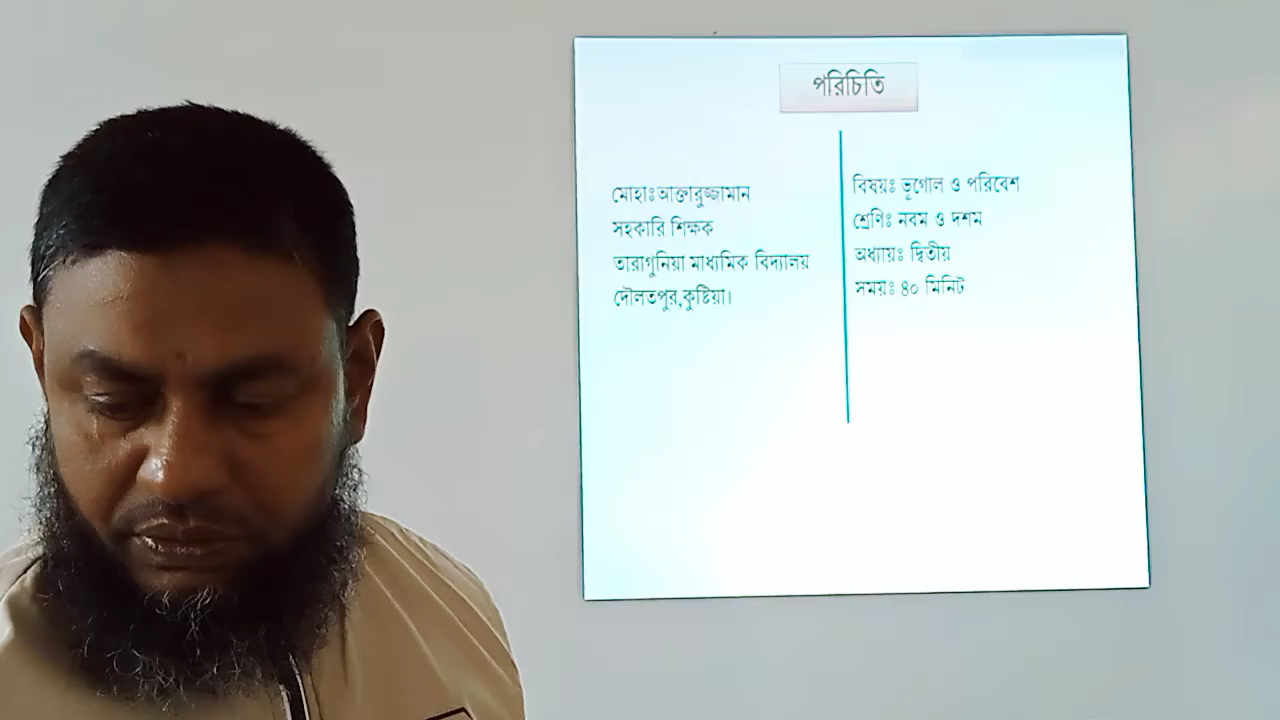 পরিচিতি
মোহাঃআক্তারুজ্জামান
সহকারি শিক্ষক
তারাগুনিয়া মাধ্যমিক বিদ্যালয়
দৌলতপুর,কুষ্টিয়া।
বিষয়ঃ ভূগোল ও পরিবেশ
শ্রেণিঃ নবম ও দশম
অধ্যায়ঃ দ্বিতীয়
সময়ঃ ৪০ মিনিট